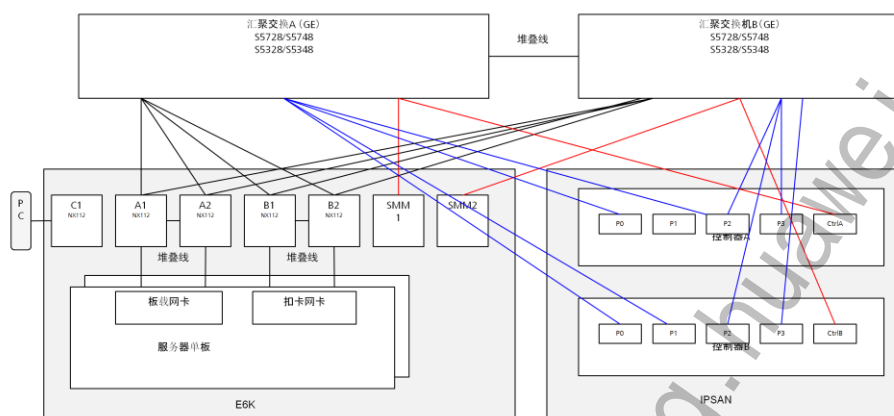 汇聚交换A (GE)
S5728/S5748
S5328/S5348
堆叠线
汇聚交换机B(GE)
S5728/S5748
S5328/S5348
PC
C1
NX112
A1
NX112
A2
NX112
B1
NX112
B2
NX112
SMM
1
SMM2
堆叠线
堆叠线
板载网卡
扣卡网卡
服务器单板
E6K
P0
P1
P2
P3
CtrlA
控制器A
P0
P1
P2
P3
CtrlB
控制器B
IPSAN
g.huawei